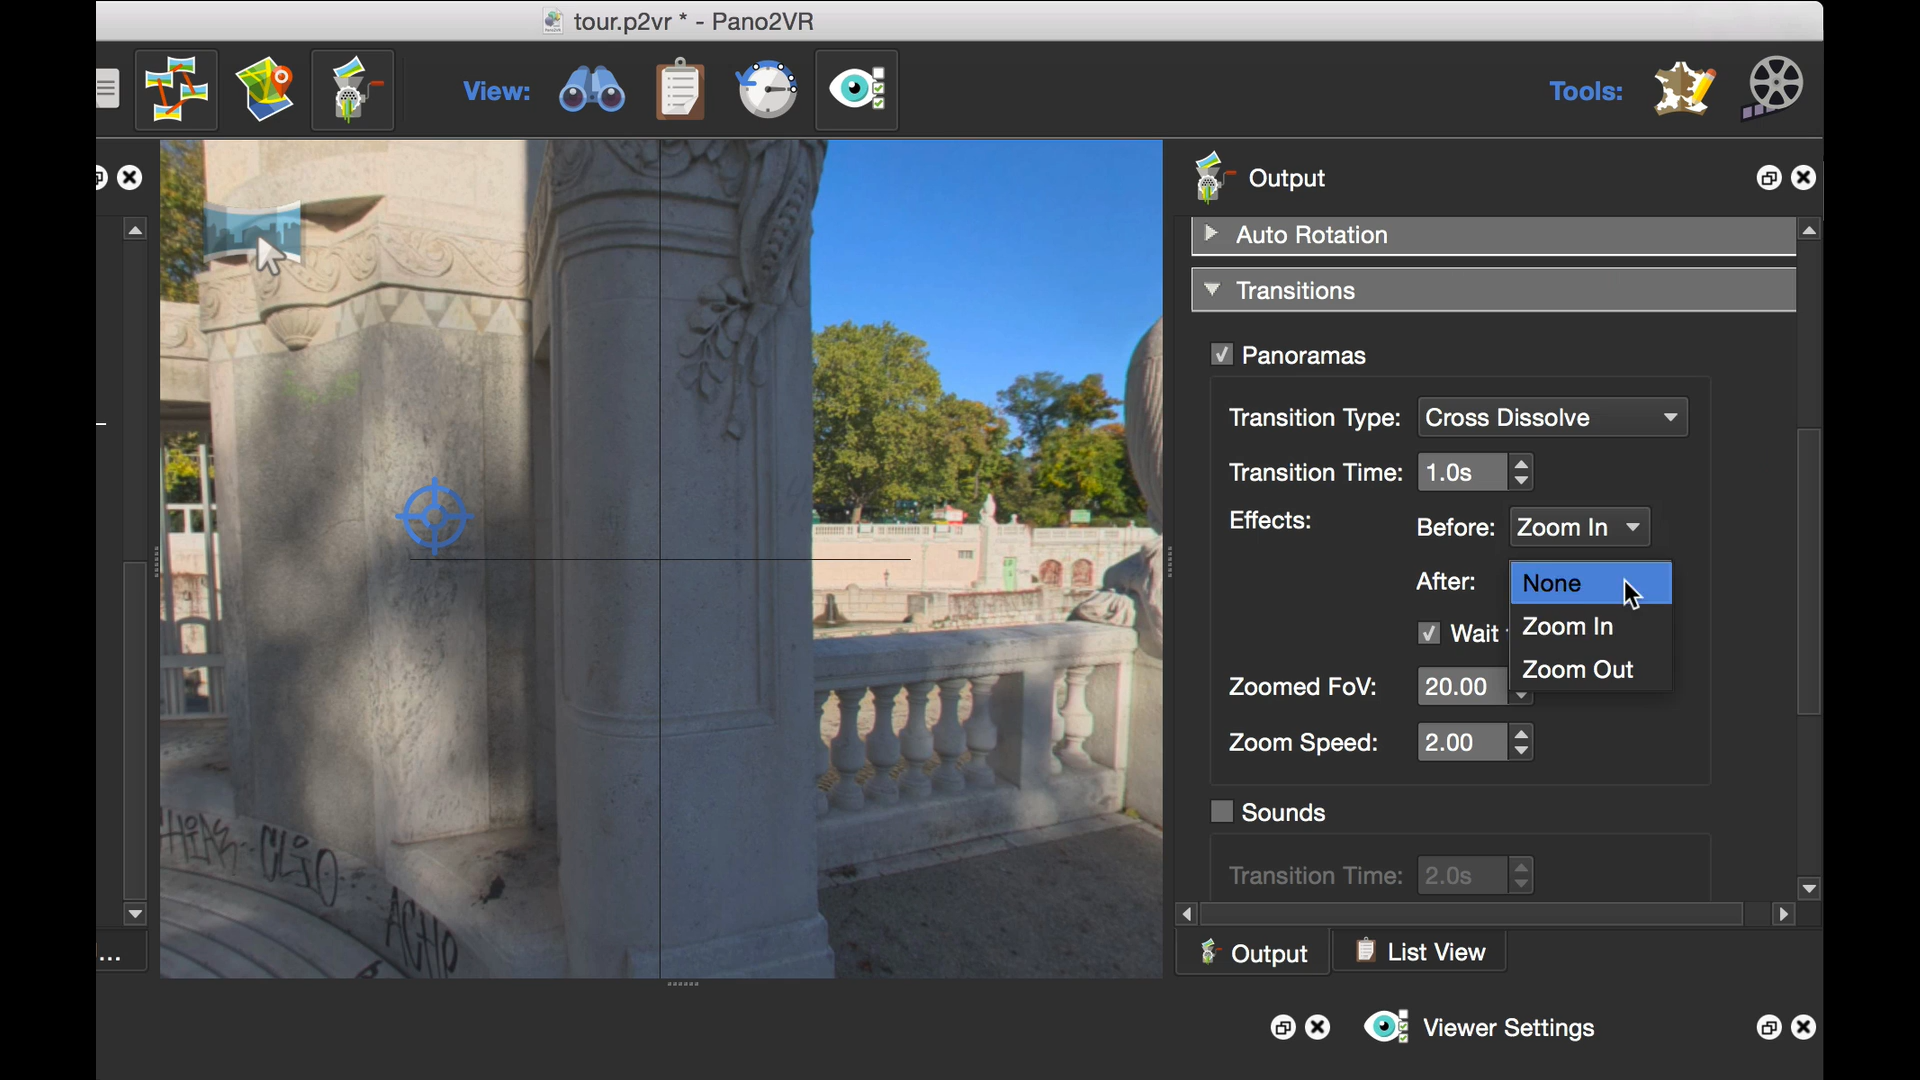 tour.p2vr * - Pano2VR
View:
Tools:
Output
Auto Rotation
Transitions
Panoramas
Transition Type: Cross Dissolve
Transition Time: 1.0s
Effects: Before: Zoom In
After: None
Wait
Zoom In
Zoom Out
Zoomed FoV: 20.00
Zoom Speed: 2.00
Sounds
Transition Time: 2.0s
CLIO
ACHO
...
Output List View
Viewer Settings